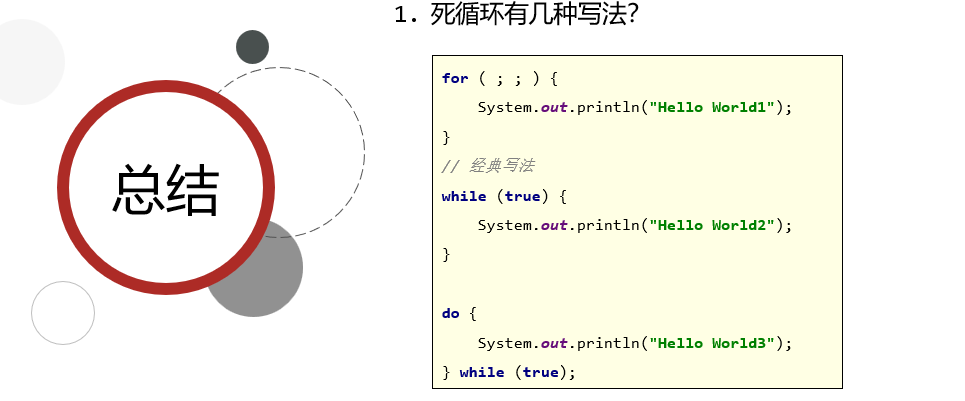 总结
1. 死循环有几种写法?
for ( ; ; ) {
    System.out.println("Hello World1");
}
// 经典写法
while (true) {
    System.out.println("Hello World2");
}

do {
    System.out.println("Hello World3");
} while (true);